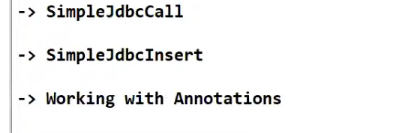 -> SimpleJdbcCall
-> SimpleJdbcInsert
-> Working with Annotations